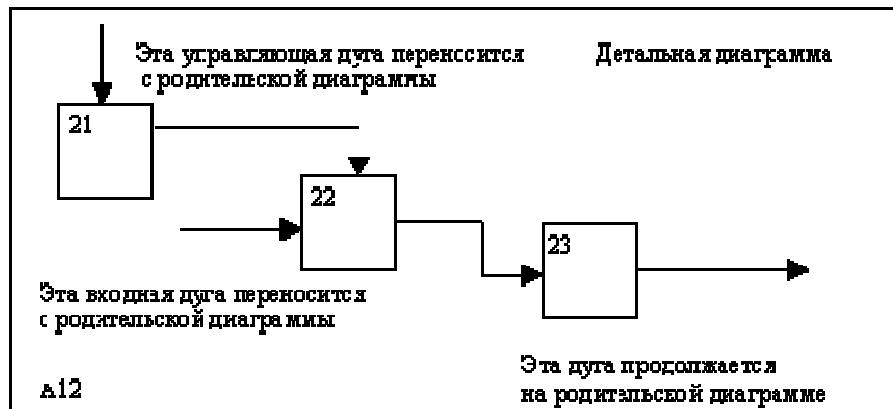 Эта управляющая дуга переносится
с родительской диаграммы
Детальная диаграмма
21
22
23
Эта входная дуга переносится
с родительской диаграммы
Эта дуга продолжается
на родительской диаграмме
A12